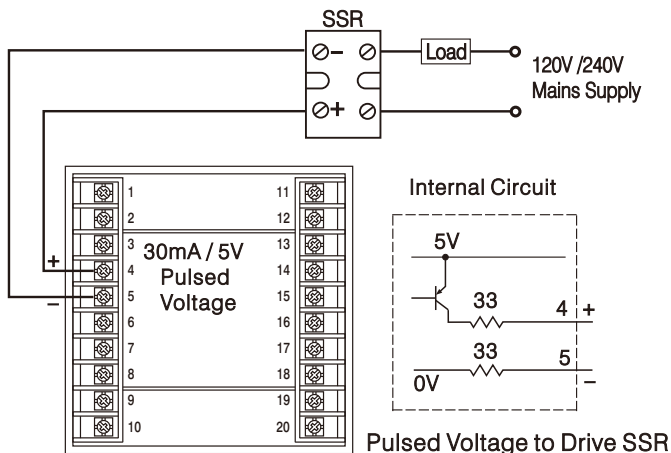 SSR
−
+
Load
120V /240V
Mains Supply
1
2
3
4
5
6
7
8
9
10
+
−
30mA / 5V
Pulsed
Voltage
11
12
13
14
15
16
17
18
19
20
Internal Circuit
5V
33
4 +
33
5
0V
−
Pulsed Voltage to Drive SSR